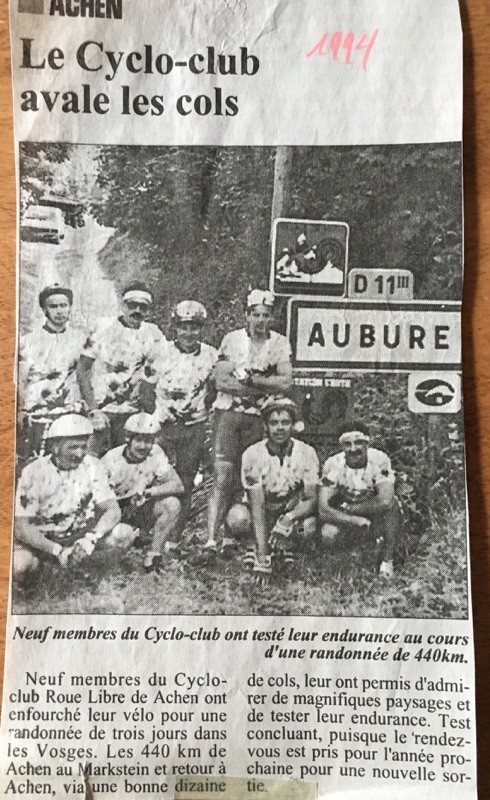 ACHEN
1994
Le Cyclo-club
avale les cols
D 11III
AUBURE
Neuf membres du Cyclo-club ont testé leur endurance au cours
d'une randonnée de 440km.
Neuf membres du Cyclo-
club Roue Libre de Achen ont
enfourché leur vélo pour une
randonnée de trois jours dans
les Vosges. Les 440 km de
Achen au Markstein et retour à
Achen, via une bonne dizaine
de cols, leur ont permis d'admi-
rer de magnifiques paysages et
de tester leur endurance. Test
concluant, puisque le rendez-
vous est pris pour l'année pro-
chaine pour une nouvelle sor-
tie.